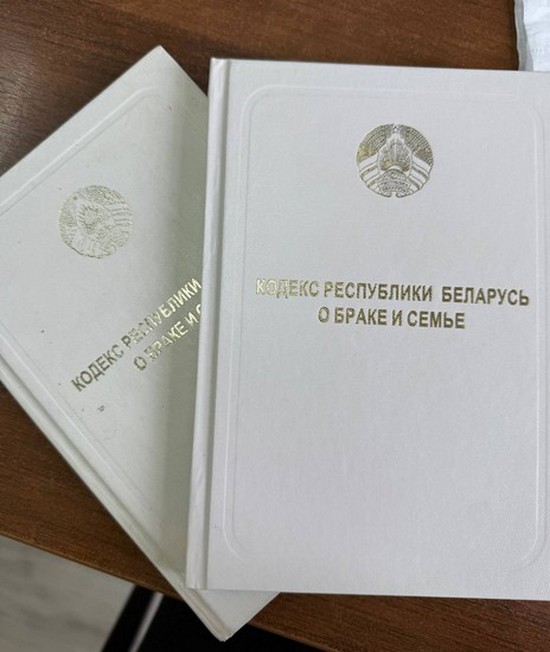 КОДЕКС РЕСПУБЛИКИ БЕЛАРУСЬ
О БРАКЕ И СЕМЬЕ
КОДЕКС РЕСПУБЛИКИ
О БРАКЕ И